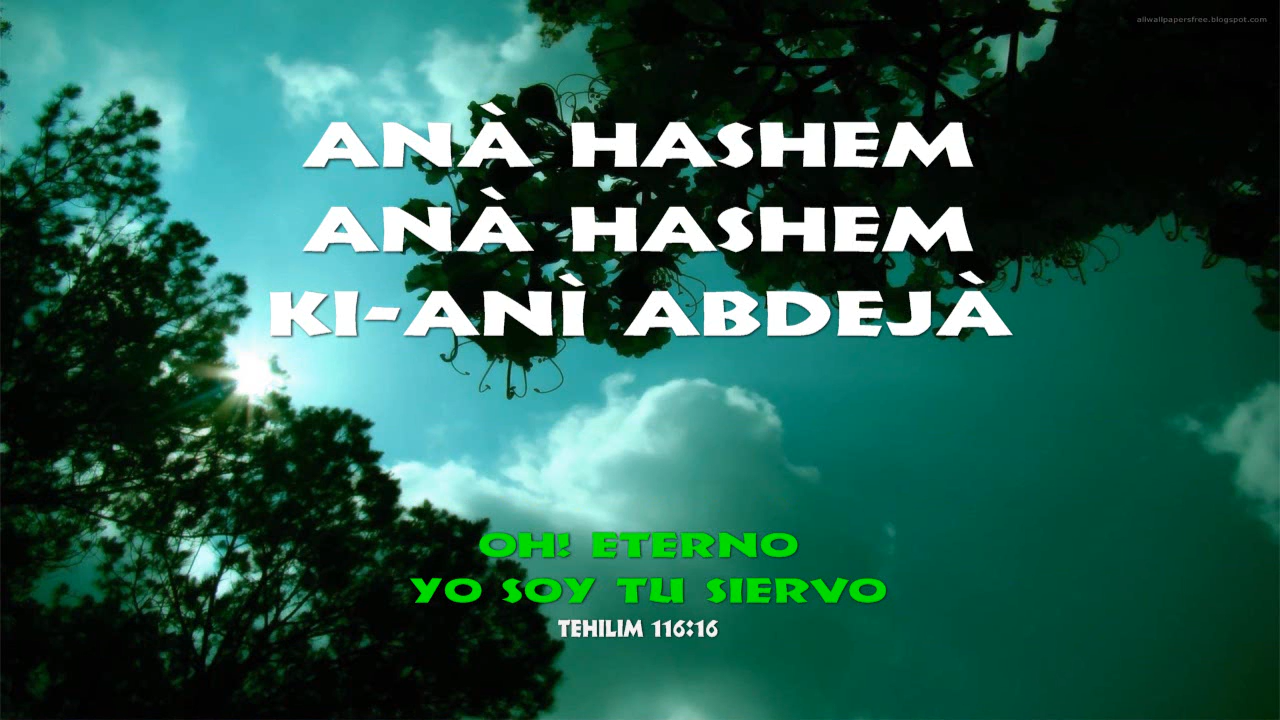 allwallpapersfree.blogspot.com
ANÀ HASHEM
ANÀ HASHEM
KI-ANÌ ABDEJÀ
OH! ETERNO
YO SOY TU SIERVO
TEHILIM 116:16